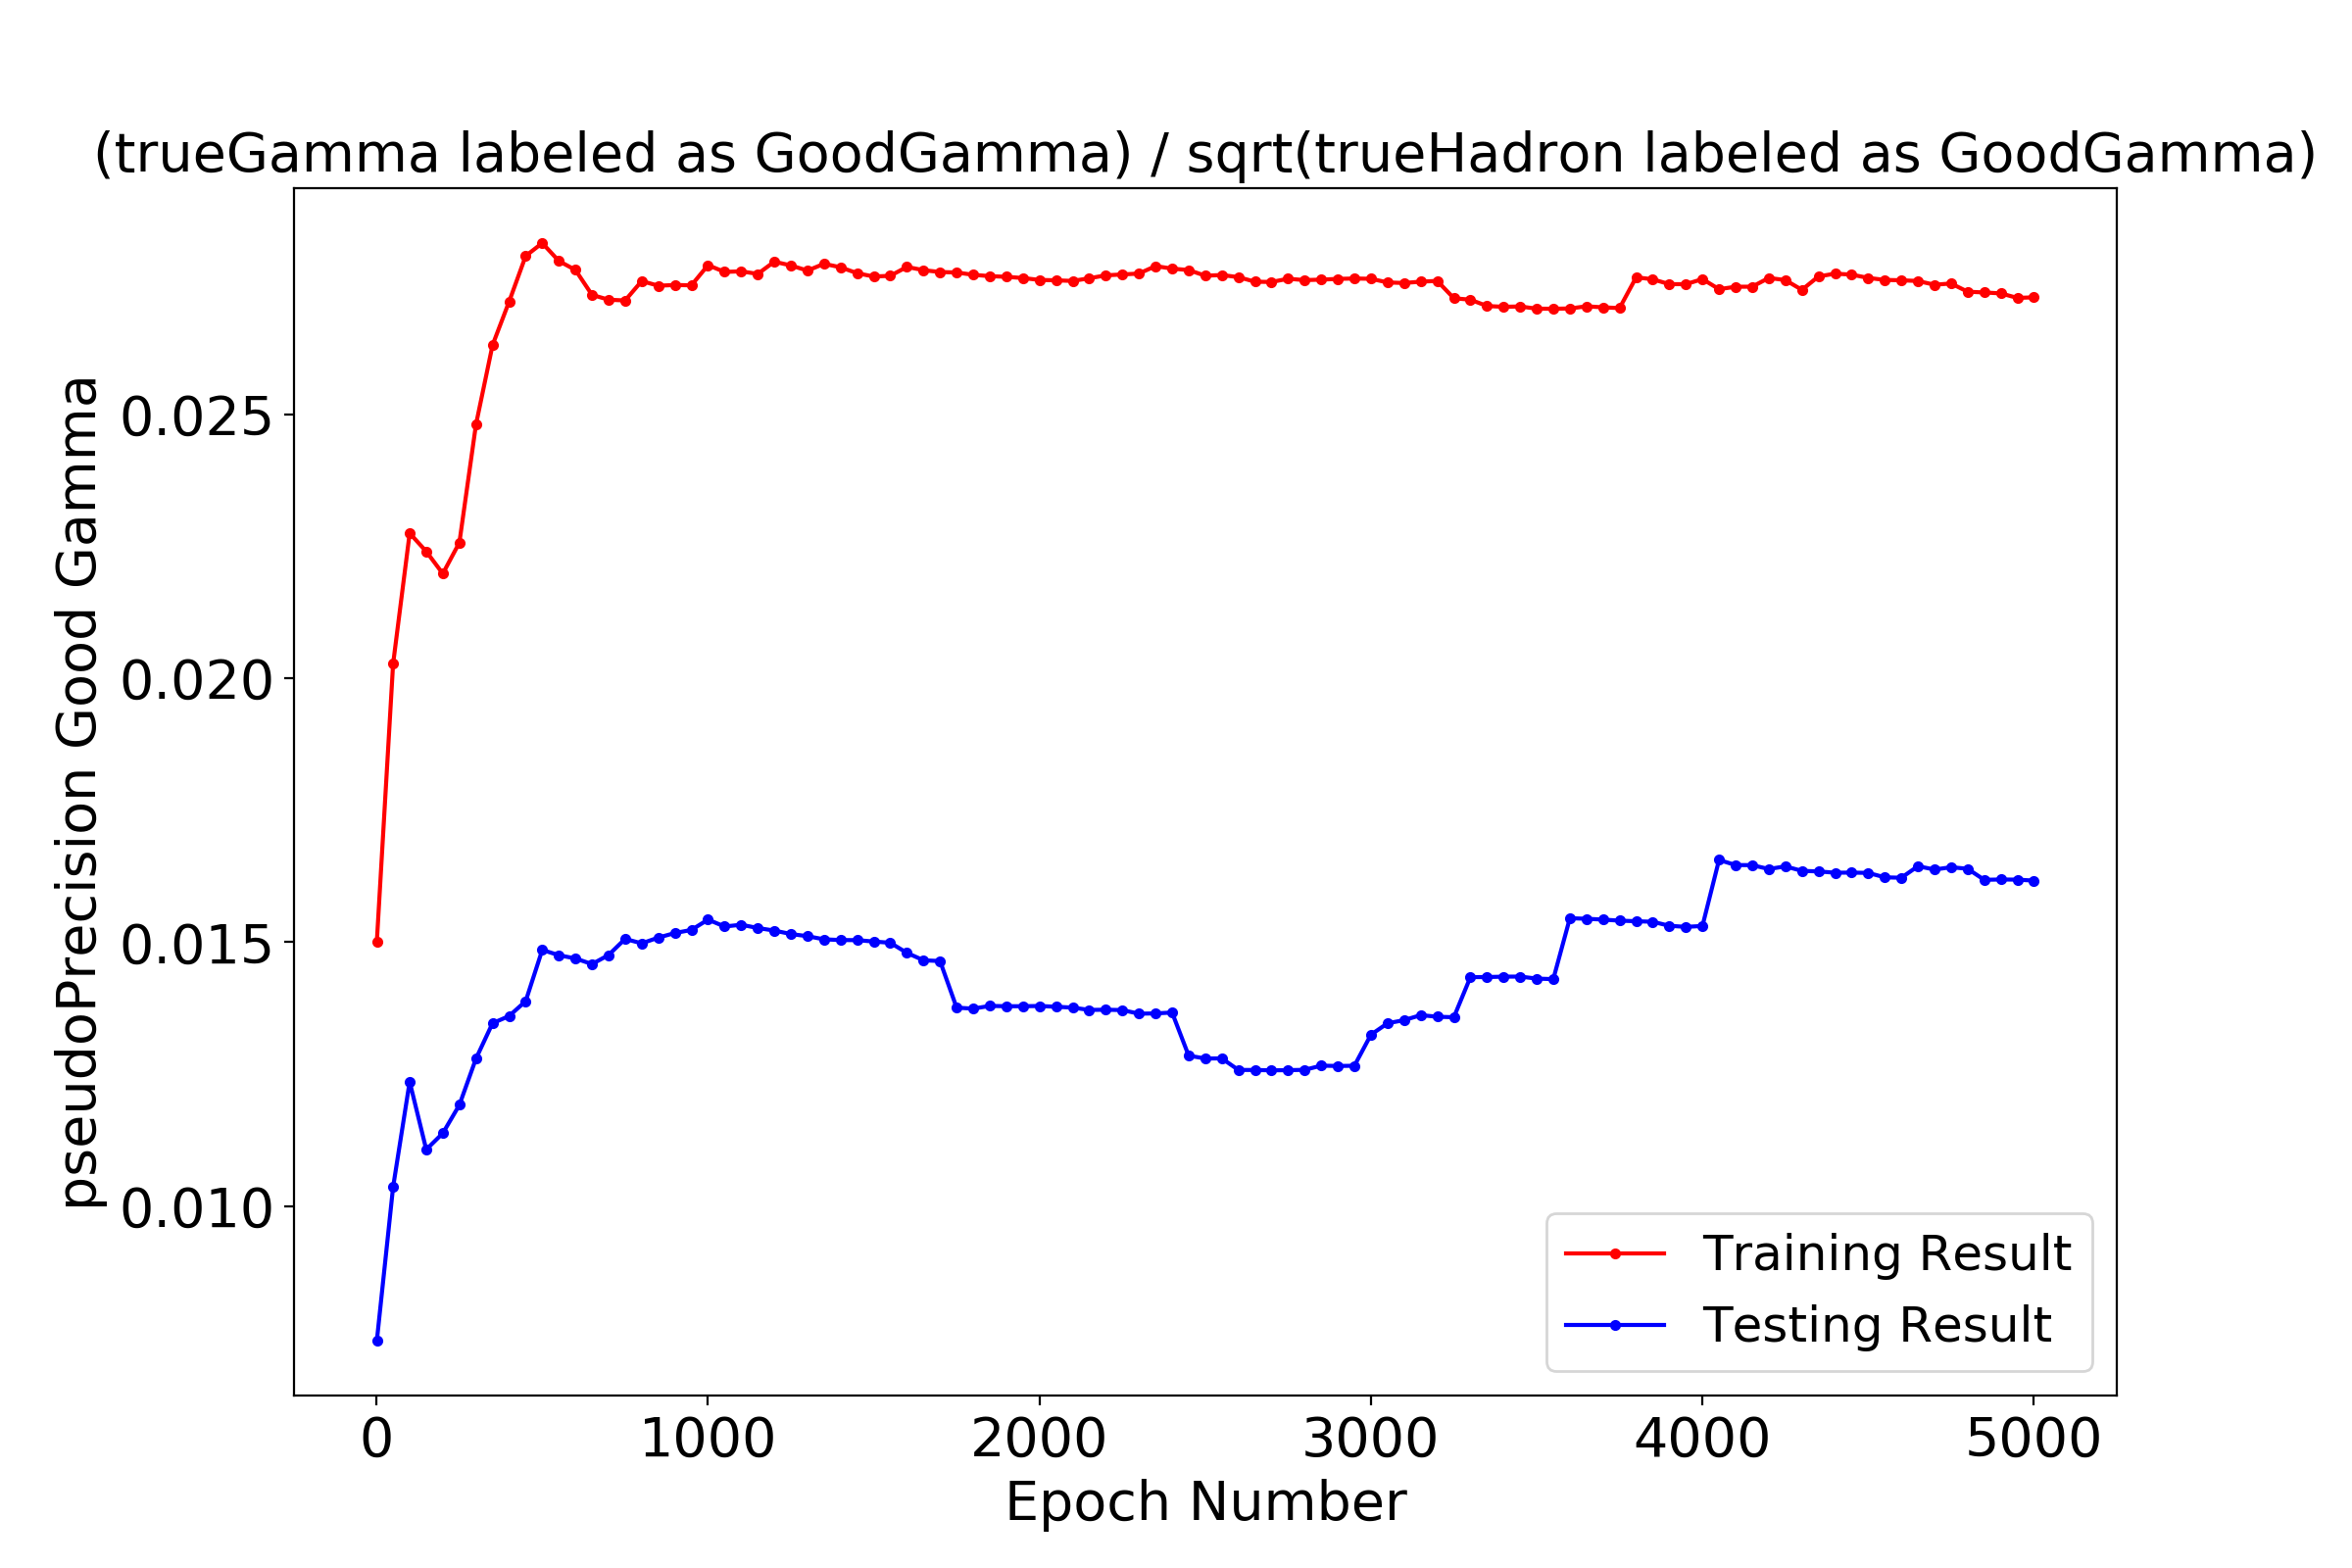 (trueGamma labeled as GoodGamma) / sqrt(trueHadron labeled as GoodGamma)
pseudoPrecision Good Gamma
0.025
0.020
0.015
0.010
Training Result
Testing Result
0 1000 2000 3000 4000 5000
Epoch Number